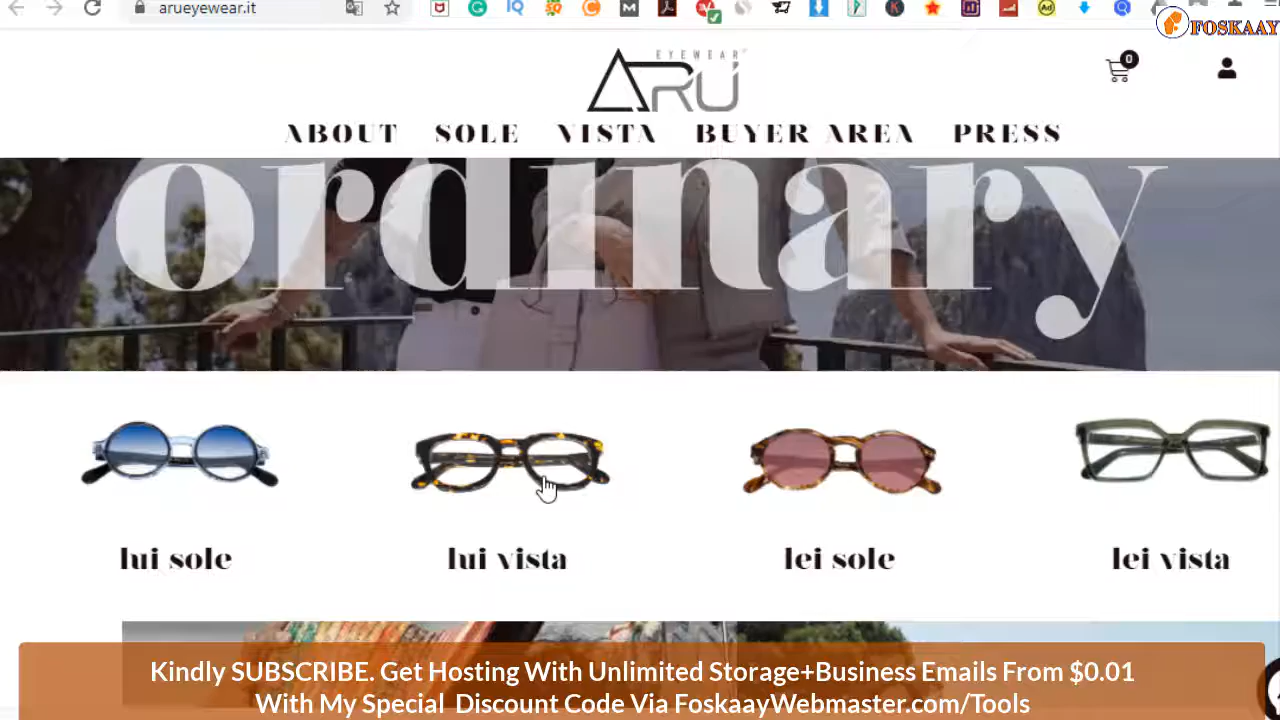 arueyewear.it
FOSKAAY
EYEWEAR
ARU
0
ABOUT SOLE VISTA BUYER AREA PRESS
ordinary
lui sole lui vista lei sole lei vista
Kindly SUBSCRIBE. Get Hosting With Unlimited Storage+Business Emails From $0.01
With My Special Discount Code Via FoskaayWebmaster.com/Tools